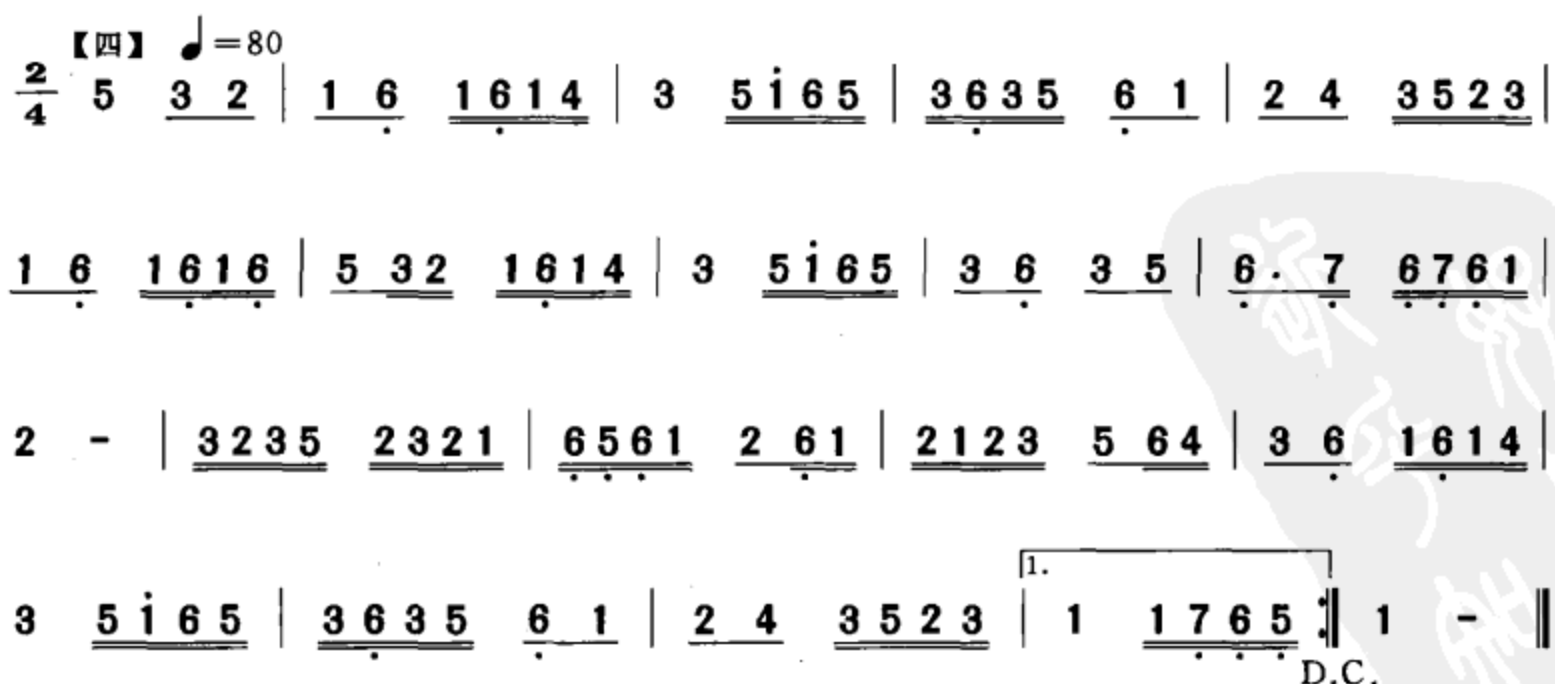 【四】 ♩=80
2/4 5 3 2 | 1 6̣ 1 6̣ 1 4 | 3 5 i̇ 6 5 | 3 6̣ 3 5 6̣ 1 | 2 4 3 5 2 3 |
1 6̣ 1 6̣ 1 6̣ | 5 3 2 1 6̣ 1 4 | 3 5 i̇ 6 5 | 3 6̣ 3 5 | 6̣ · 7̣ 6̣ 7̣ 6̣ 1 |
2 - | 3 2 3 5 2 3 2 1 | 6̣ 5̣ 6̣ 1 2 6̣ 1 | 2 1 2 3 5 6 4 | 3 6̣ 1 6̣ 1 4 |
3 5 i̇ 6 5 | 3 6̣ 3 5 6̣ 1 | 2 4 3 5 2 3 | 1. 1 1 7̣ 6̣ 5̣ :‖ 1 - ‖
D.C.